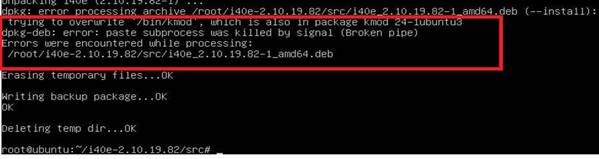 unpacking i40e (2.10.19.82-1) ...
dpkg: error processing archive /root/i40e-2.10.19.82/src/i40e_2.10.19.82-1_amd64.deb (--install):
trying to overwrite '/bin/kmod', which is also in package kmod 24-1ubuntu3
dpkg-deb: error: paste subprocess was killed by signal (Broken pipe)
Errors were encountered while processing:
/root/i40e-2.10.19.82/src/i40e_2.10.19.82-1_amd64.deb
Erasing temporary files...OK
Writing backup package...OK
OK
Deleting temp dir...OK
root@ubuntu:~/i40e-2.10.19.82/src# _